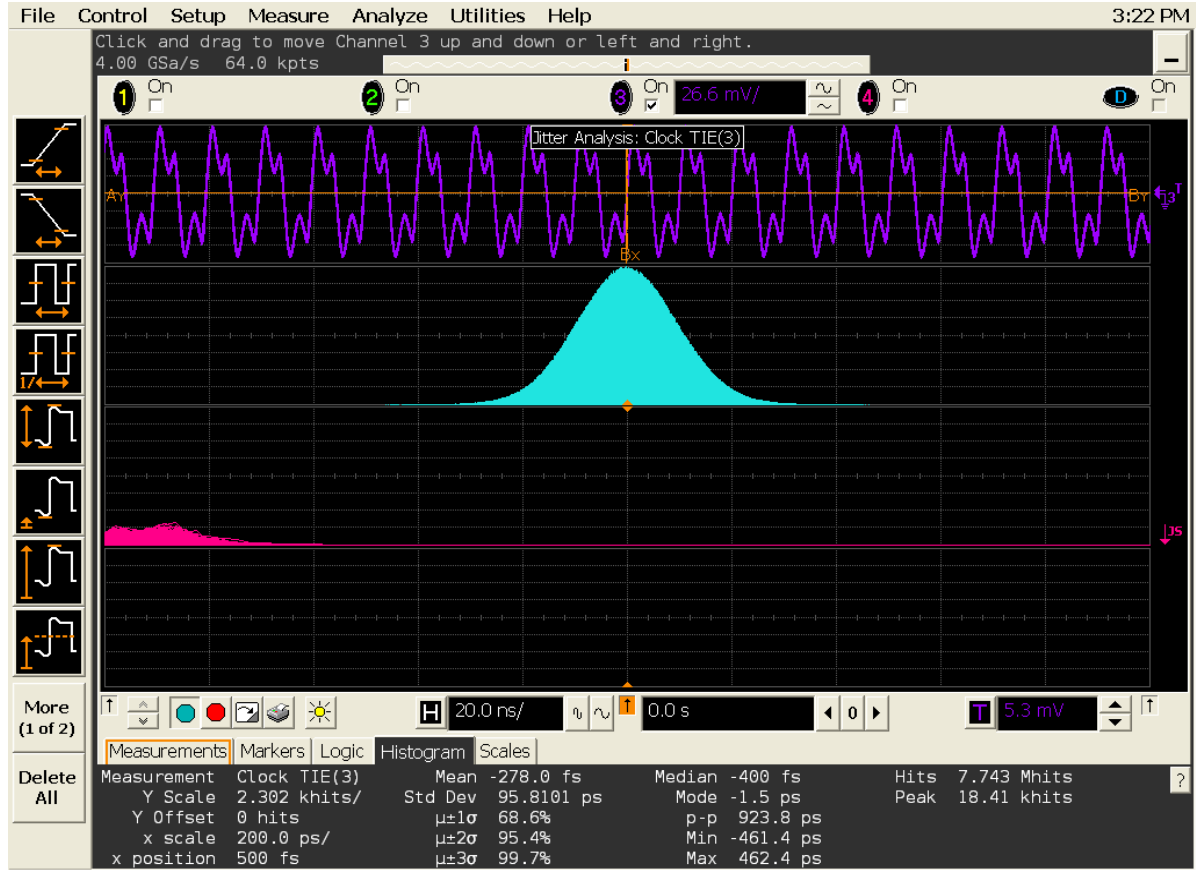 File Control Setup Measure Analyze Utilities Help 3:22 PM
Click and drag to move Channel 3 up and down or left and right.
4.00 GSa/s 64.0 kpts
1 On 2 On 3 On 26.6 mV/ 4 On D On
Jitter Analysis: Clock TIE(3)
AY BY 3 T
BX
1/
JS
More
(1 of 2)
Delete
All
H 20.0 ns/ 0.0 s 0 T 5.3 mV
Measurements Markers Logic Histogram Scales
Measurement Clock TIE(3) Mean -278.0 fs Median -400 fs Hits 7.743 Mhits ?
Y Scale 2.302 khits/ Std Dev 95.8101 ps Mode -1.5 ps Peak 18.41 khits
Y Offset 0 hits µ±1σ 68.6% p-p 923.8 ps
x scale 200.0 ps/ µ±2σ 95.4% Min -461.4 ps
x position 500 fs µ±3σ 99.7% Max 462.4 ps